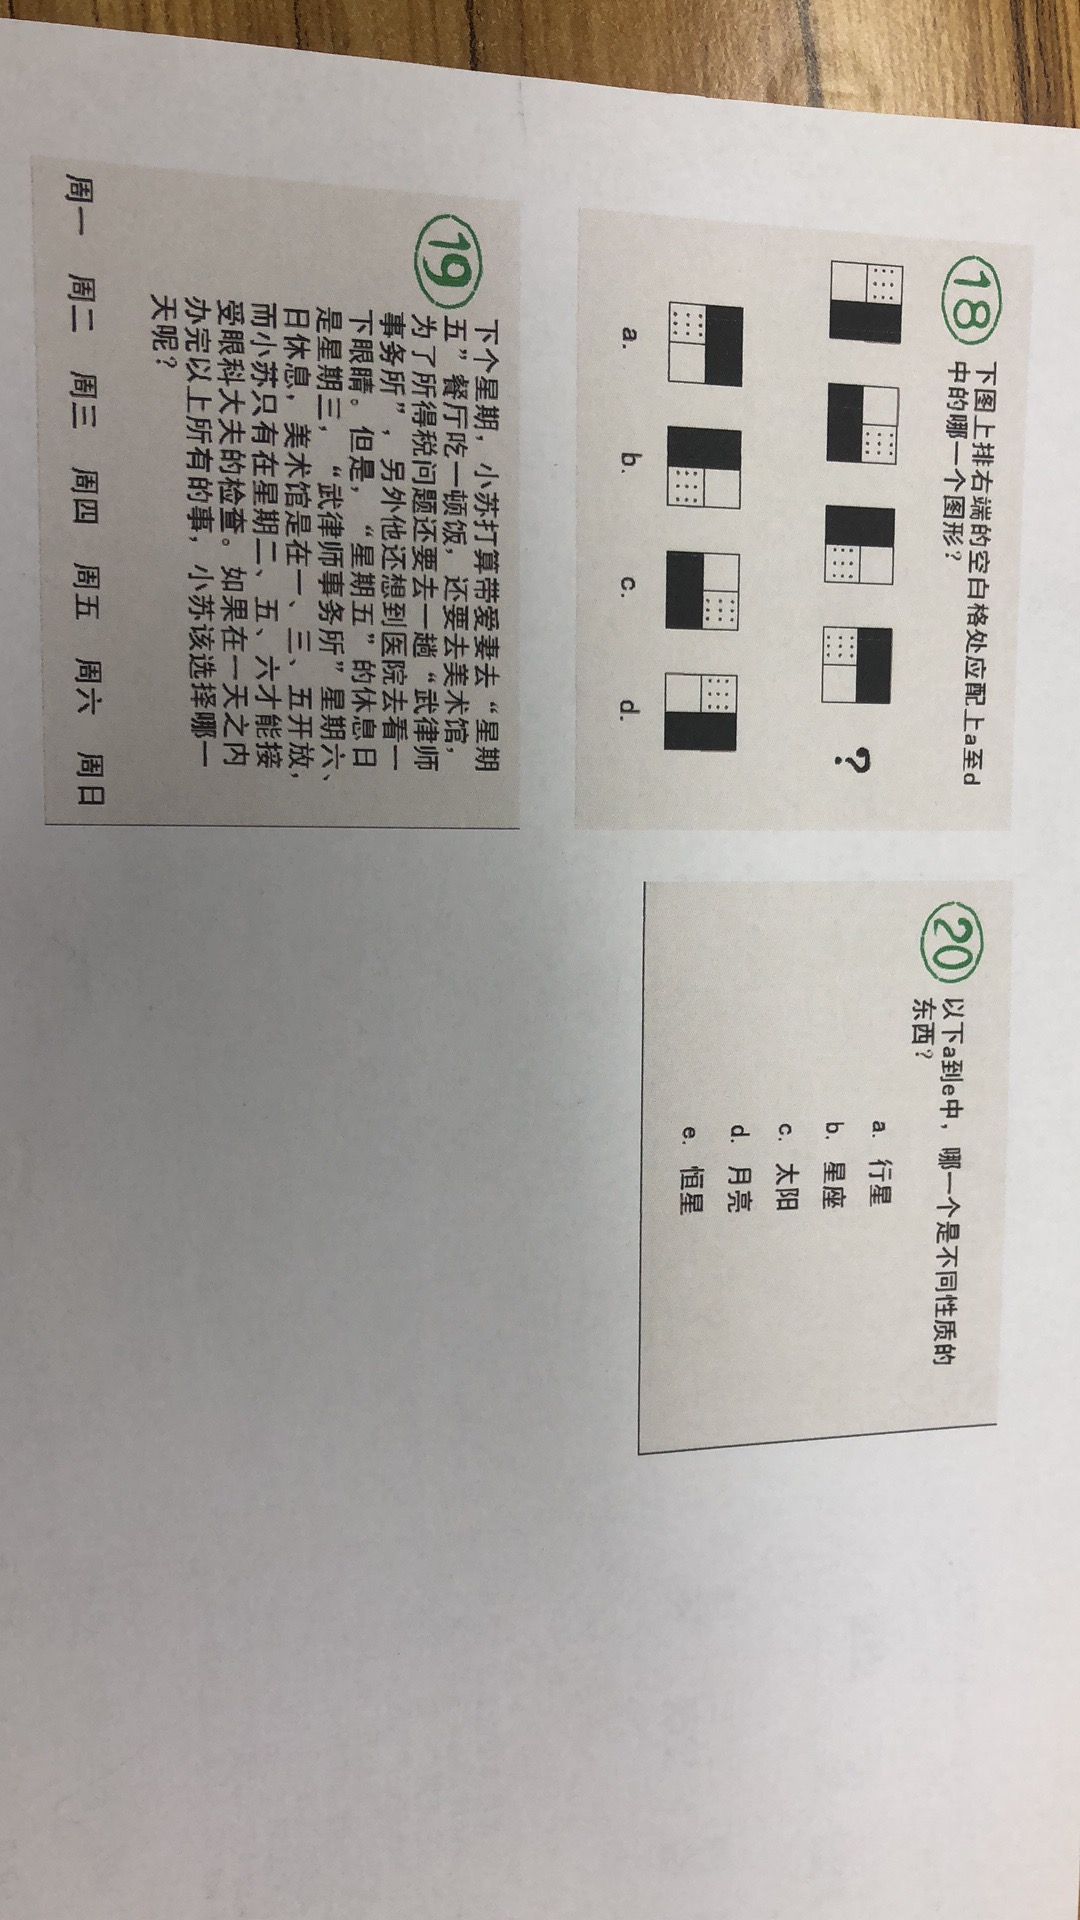 18
下图上排右端的空白格处应配上a至d
中的哪一个图形？
?
a. b. c. d.
19
下个星期，小苏打算带爱妻去“星期
五”餐厅吃一顿饭，还要去美术馆，
为了所得税问题还要去一趟“武律师
事务所”，另外他还想到医院去看一
下眼睛。但是，“星期五”的休息日
是星期三，“武律师事务所”星期六、
日休息，美术馆是在一、三、五开放，
而小苏只有在星期二、五、六才能接
受眼科大夫的检查。如果在一天之内
办完以上所有的事，小苏该选择哪一
天呢？
周一 周二 周三 周四 周五 周六 周日
20
以下a到e中，哪一个是不同性质的
东西？
a. 行星
b. 星座
c. 太阳
d. 月亮
e. 恒星